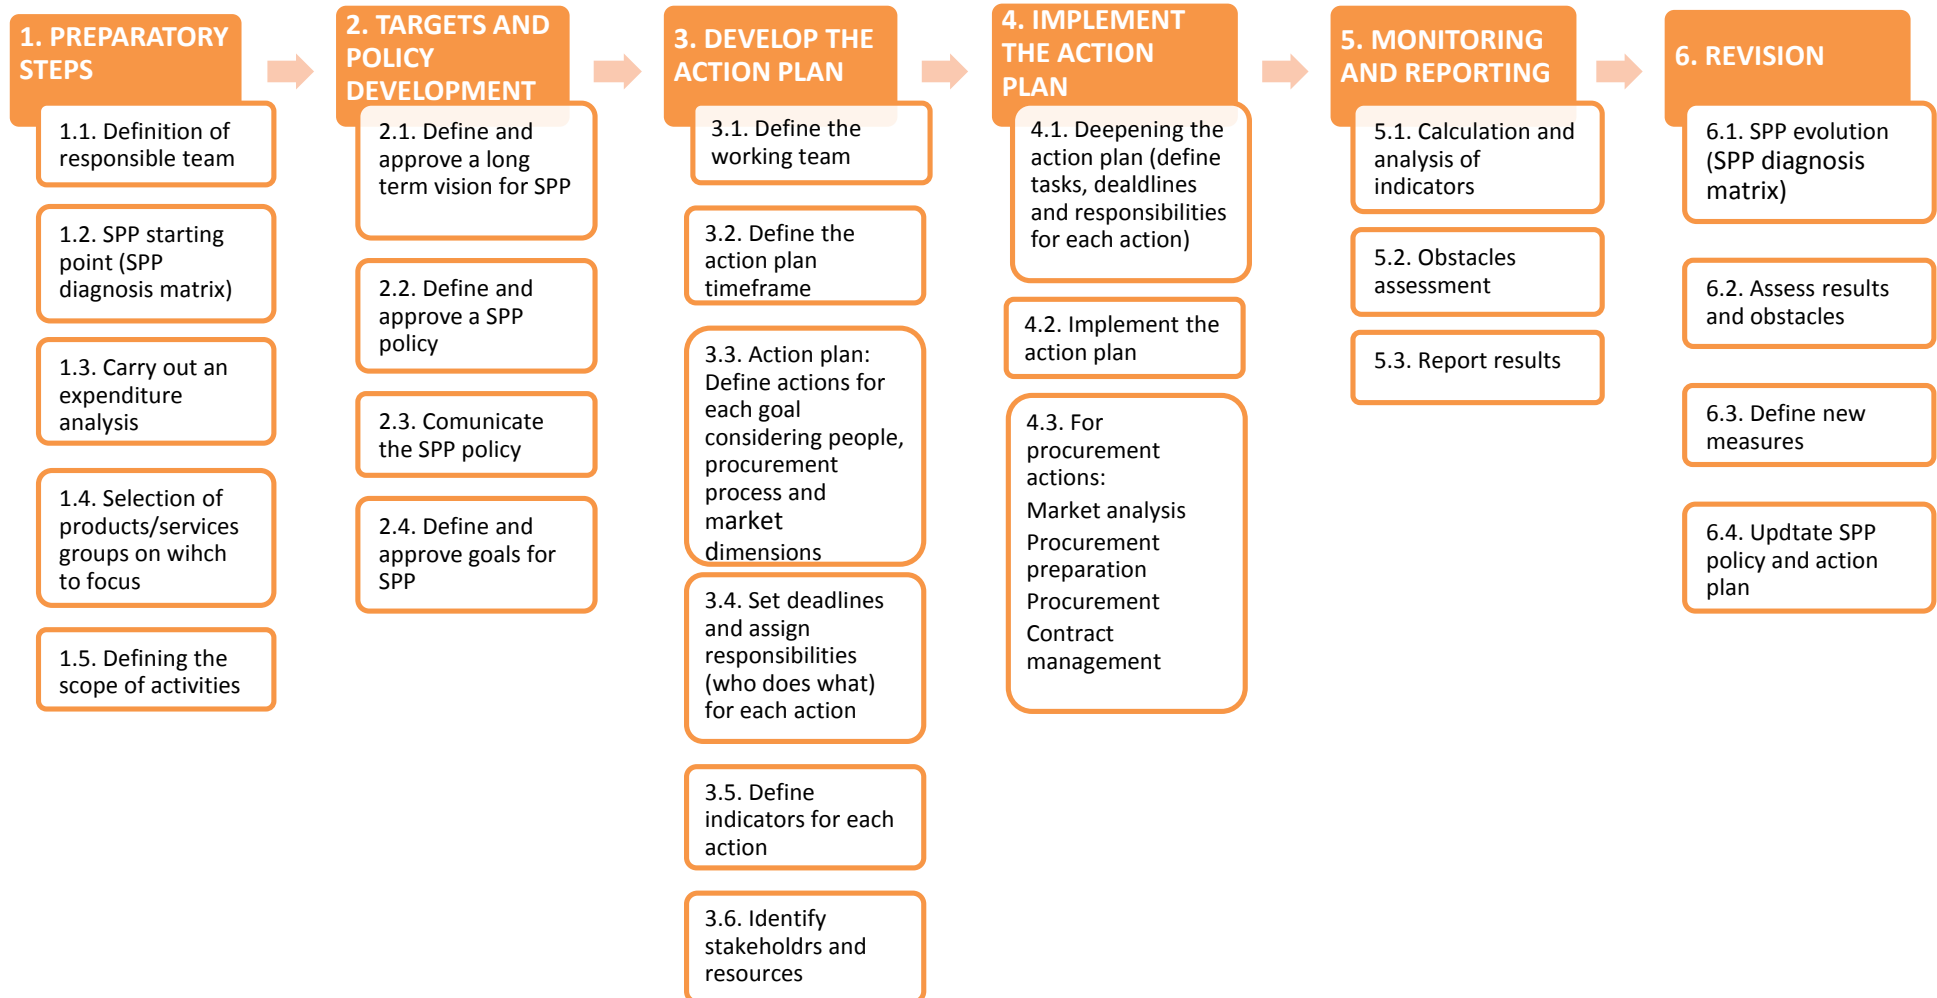 1. PREPARATORY
STEPS
1.1. Definition of
responsible team
1.2. SPP starting
point (SPP
diagnosis matrix)
1.3. Carry out an
expenditure
analysis
1.4. Selection of
products/services
groups on wihch
to focus
1.5. Defining the
scope of activities
2. TARGETS AND
POLICY
DEVELOPMENT
2.1. Define and
approve a long
term vision for SPP
2.2. Define and
approve a SPP
policy
2.3. Comunicate
the SPP policy
2.4. Define and
approve goals for
SPP
3. DEVELOP THE
ACTION PLAN
3.1. Define the
working team
3.2. Define the
action plan
timeframe
3.3. Action plan:
Define actions for
each goal
considering people,
procurement
process and
market
dimensions
3.4. Set deadlines
and assign
responsibilities
(who does what)
for each action
3.5. Define
indicators for each
action
3.6. Identify
stakeholdrs and
resources
4. IMPLEMENT
THE ACTION
PLAN
4.1. Deepening the
action plan (define
tasks, dealdlines
and responsibilities
for each action)
4.2. Implement the
action plan
4.3. For
procurement
actions:
Market analysis
Procurement
preparation
Procurement
Contract
management
5. MONITORING
AND REPORTING
5.1. Calculation and
analysis of
indicators
5.2. Obstacles
assessment
5.3. Report results
6. REVISION
6.1. SPP evolution
(SPP diagnosis
matrix)
6.2. Assess results
and obstacles
6.3. Define new
measures
6.4. Updtate SPP
policy and action
plan